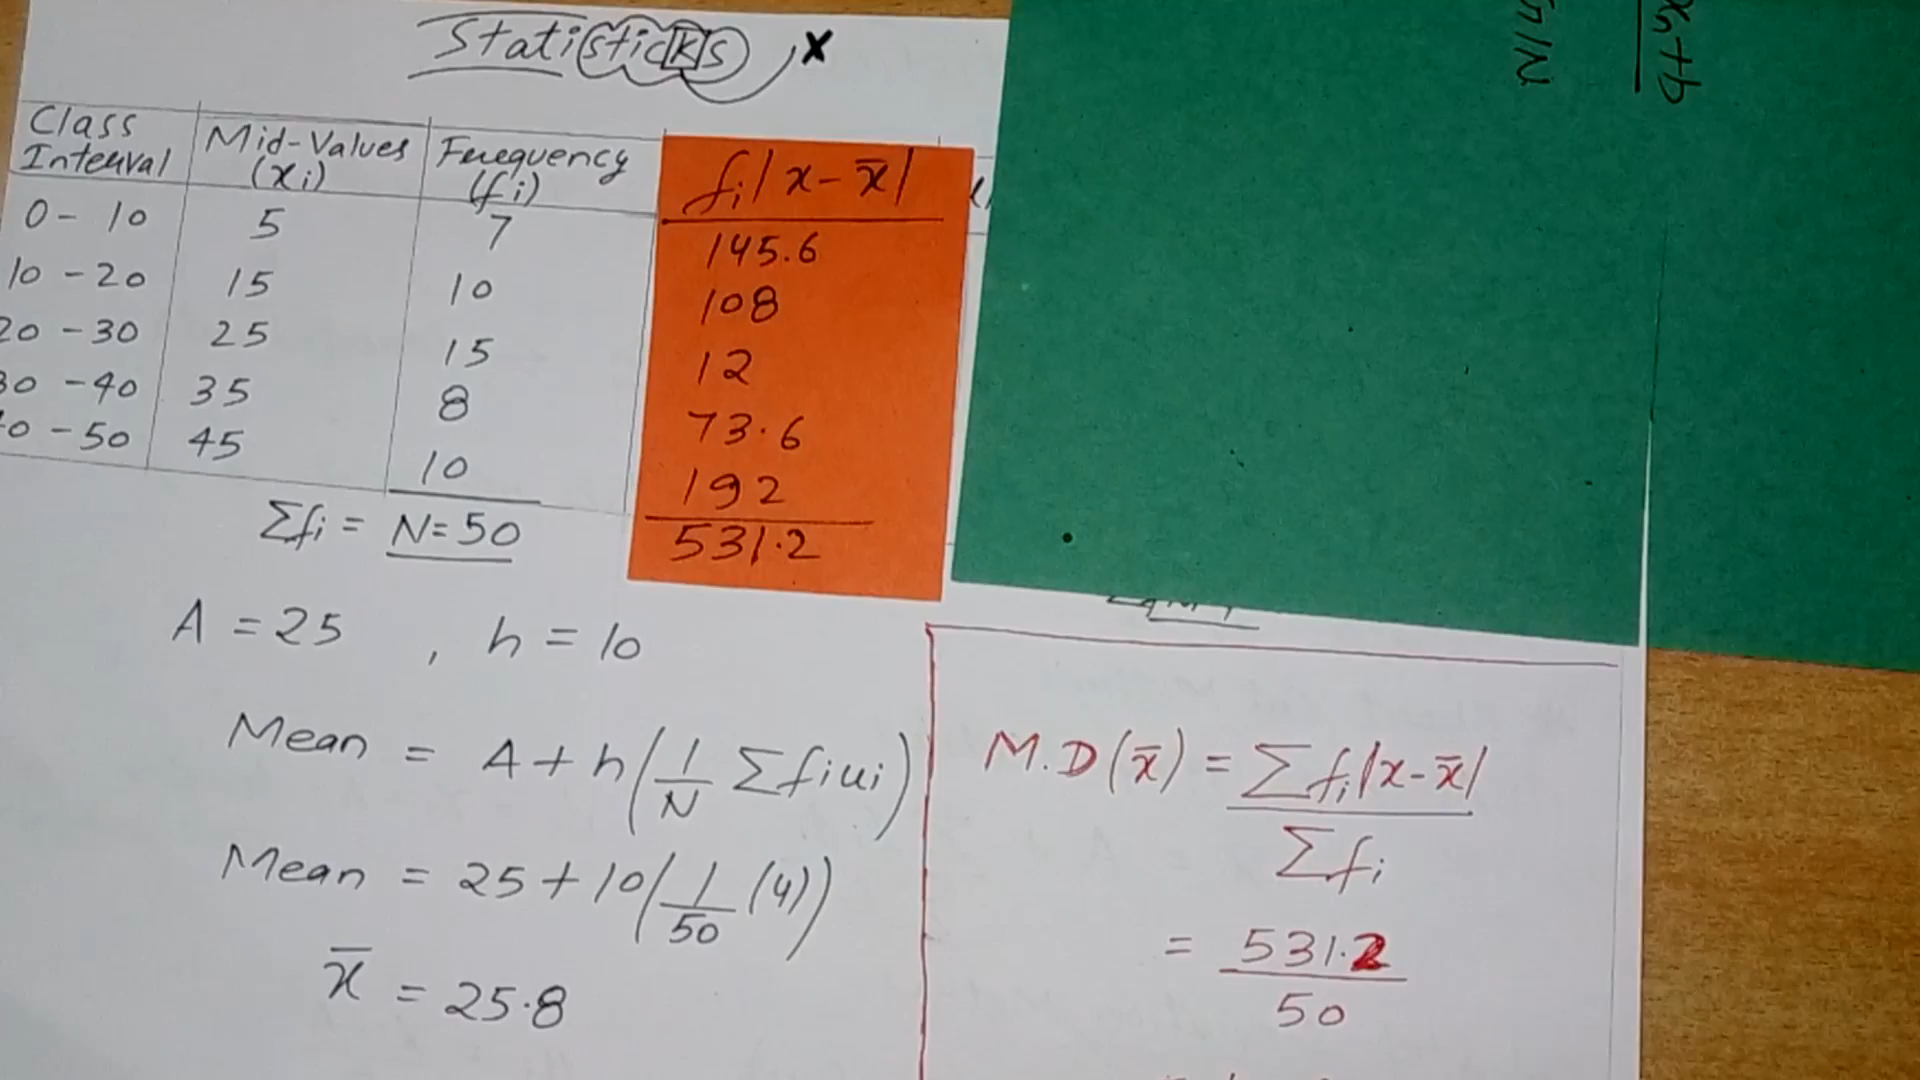 Statisticks x
Class Interval | Mid-Values (xi) | Frequency (fi) | fi|x-x̄|
0 - 10 | 5 | 7 | 145.6
10 - 20 | 15 | 10 | 108
20 - 30 | 25 | 15 | 12
30 - 40 | 35 | 8 | 73.6
40 - 50 | 45 | 10 | 192
Σfi = N=50 | 531.2
A = 25 , h = 10
Mean = A + h(1/N Σfiui)
Mean = 25 + 10(1/50 (4))
x̄ = 25.8
M.D(x̄) = Σfi|x-x̄| / Σfi
= 531.2 / 50